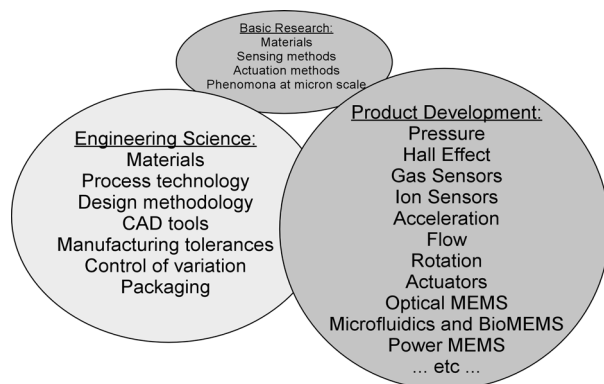 Basic Research:
Materials
Sensing methods
Actuation methods
Phenomona at micron scale
Engineering Science:
Materials
Process technology
Design methodology
CAD tools
Manufacturing tolerances
Control of variation
Packaging
Product Development:
Pressure
Hall Effect
Gas Sensors
Ion Sensors
Acceleration
Flow
Rotation
Actuators
Optical MEMS
Microfluidics and BioMEMS
Power MEMS
... etc ...